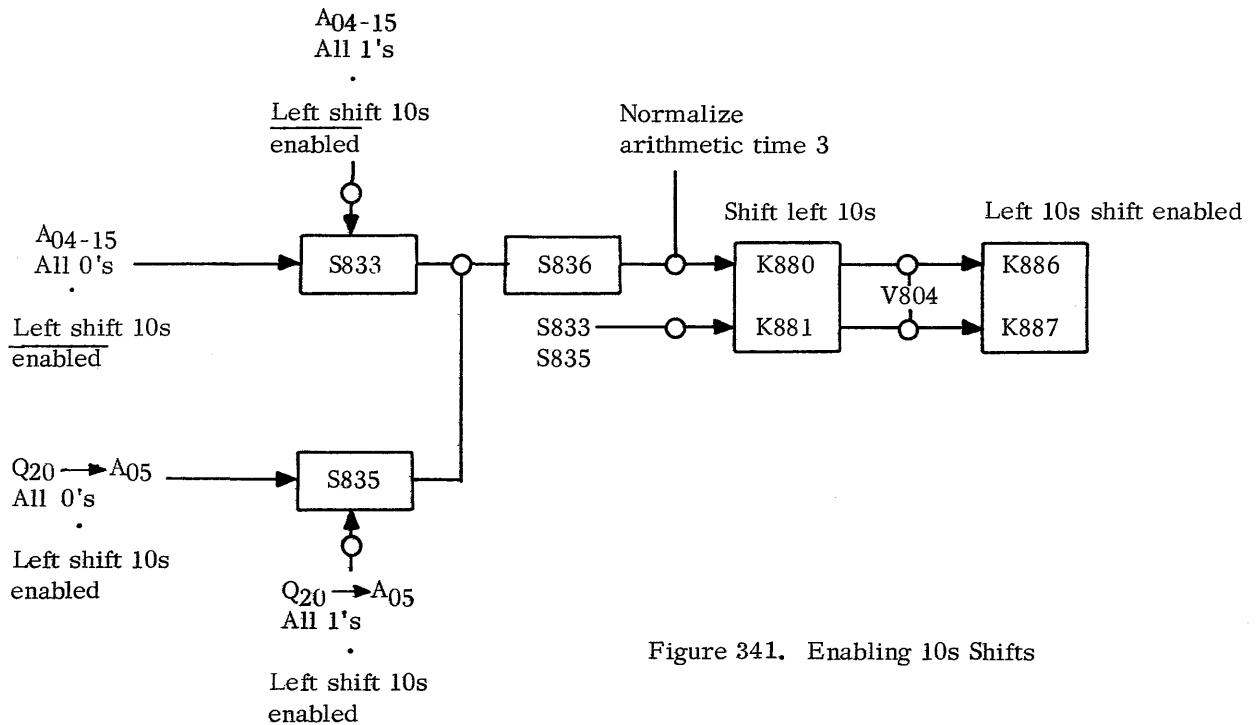 A04-15
All 1's
.
Left shift 10s
enabled
Normalize
arithmetic time 3
Shift left 10s
Left 10s shift enabled
A04-15
All 0's
.
Left shift 10s
enabled
S833
S836
K880
V804
K886
S833
S835
K881
K887
Q20 → A05
All 0's
.
Left shift 10s
enabled
S835
Q20 → A05
All 1's
.
Left shift 10s
enabled
Figure 341. Enabling 10s Shifts